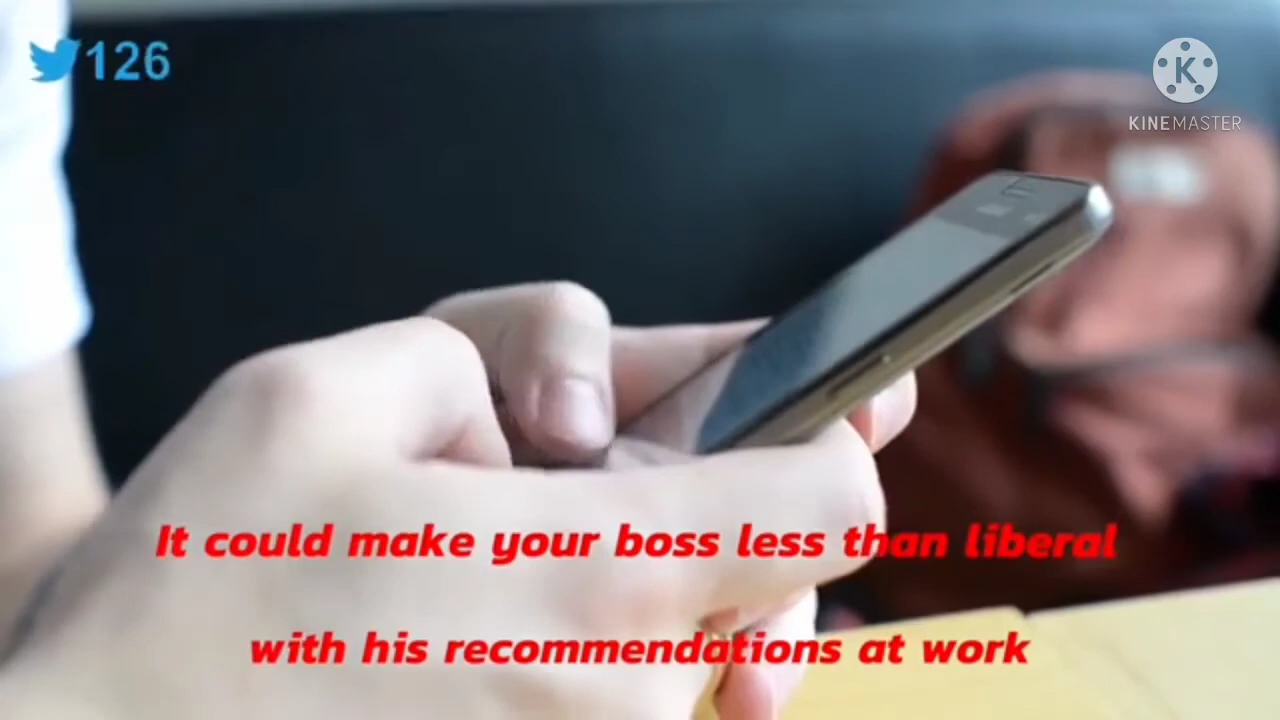 126
K
KINEMASTER
It could make your boss less than liberal
with his recommendations at work